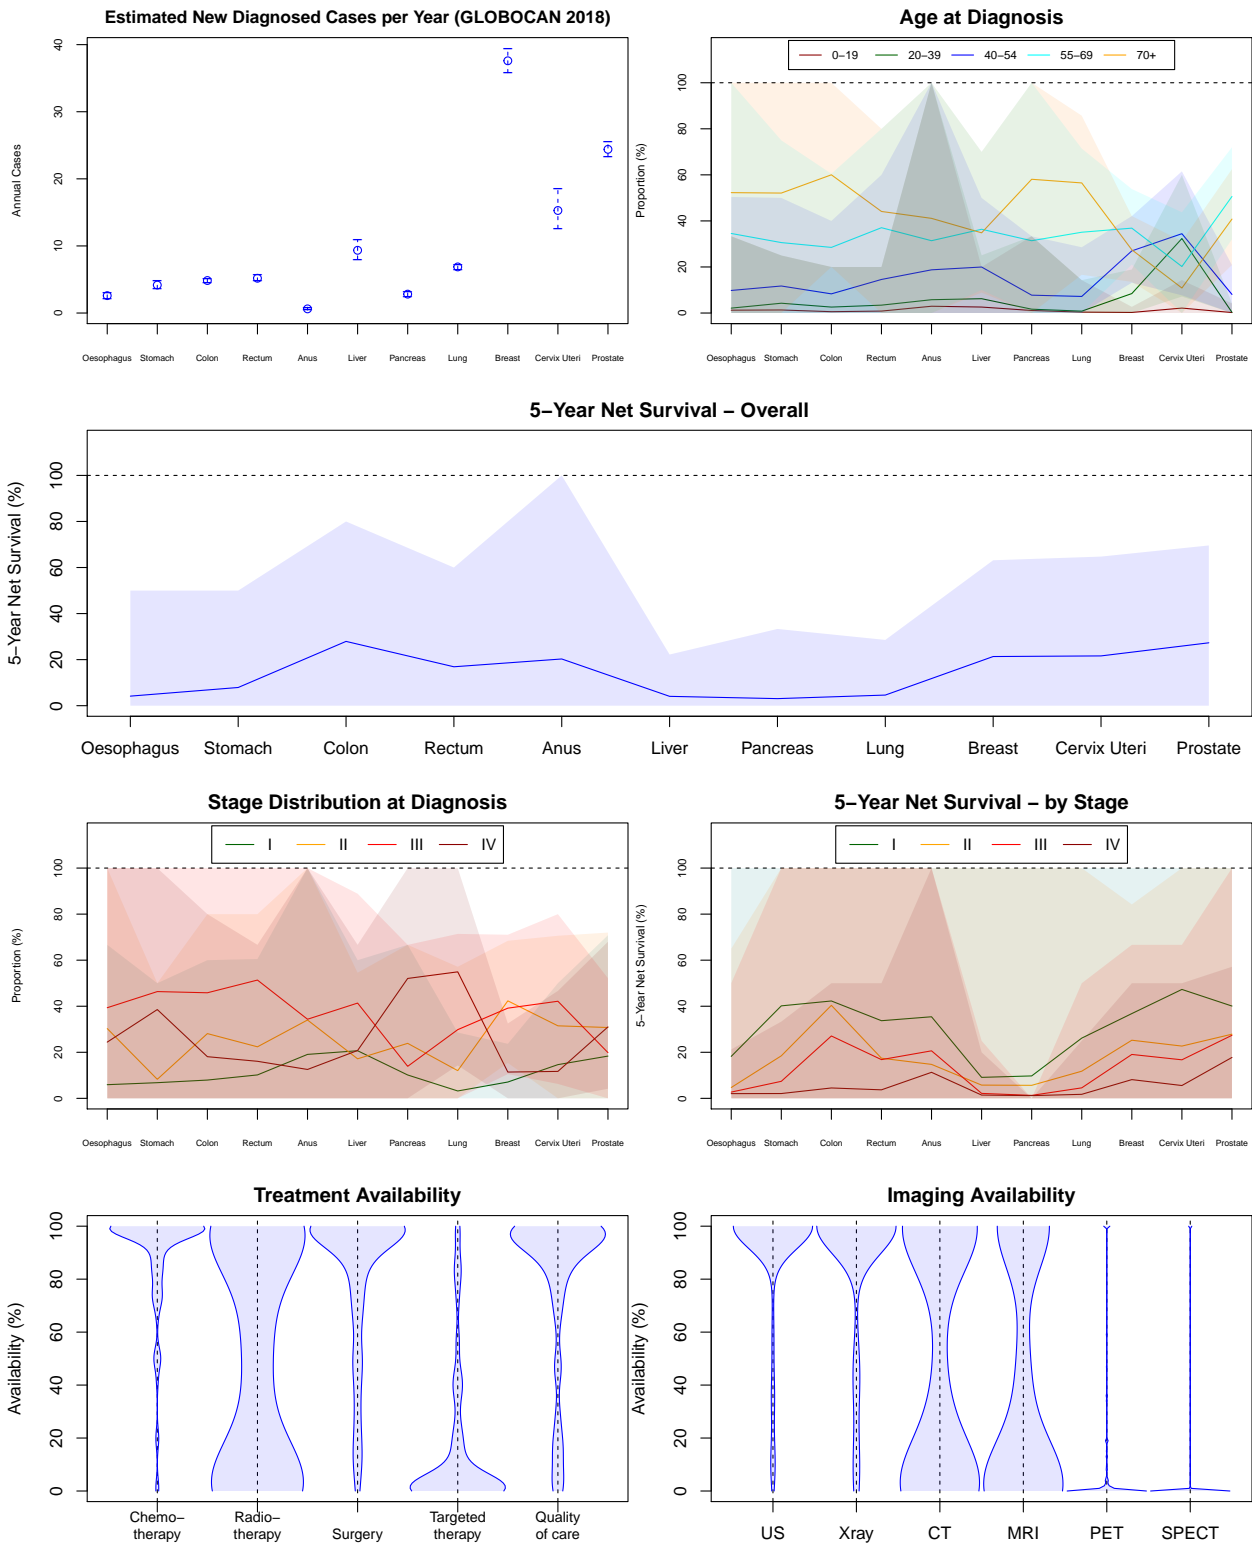 Estimated New Diagnosed Cases per Year (GLOBOCAN 2018)
Annual Cases
0
10
20
30
40
Oesophagus Stomach Colon Rectum Anus Liver Pancreas Lung Breast Cervix Uteri Prostate
Age at Diagnosis
0−19 20−39 40−54 55−69 70+
Proportion (%)
0
20
40
60
80
100
Oesophagus Stomach Colon Rectum Anus Liver Pancreas Lung Breast Cervix Uteri Prostate
5−Year Net Survival − Overall
5−Year Net Survival (%)
0
20
40
60
80
100
Oesophagus Stomach Colon Rectum Anus Liver Pancreas Lung Breast Cervix Uteri Prostate
Stage Distribution at Diagnosis
I II III IV
Proportion (%)
0
20
40
60
80
100
Oesophagus Stomach Colon Rectum Anus Liver Pancreas Lung Breast Cervix Uteri Prostate
5−Year Net Survival − by Stage
I II III IV
5−Year Net Survival (%)
0
20
40
60
80
100
Oesophagus Stomach Colon Rectum Anus Liver Pancreas Lung Breast Cervix Uteri Prostate
Treatment Availability
Availability (%)
0
20
40
60
80
100
Chemo−
therapy
Radio−
therapy
Surgery
Targeted
therapy
Quality
of care
Imaging Availability
Availability (%)
0
20
40
60
80
100
US Xray CT MRI PET SPECT